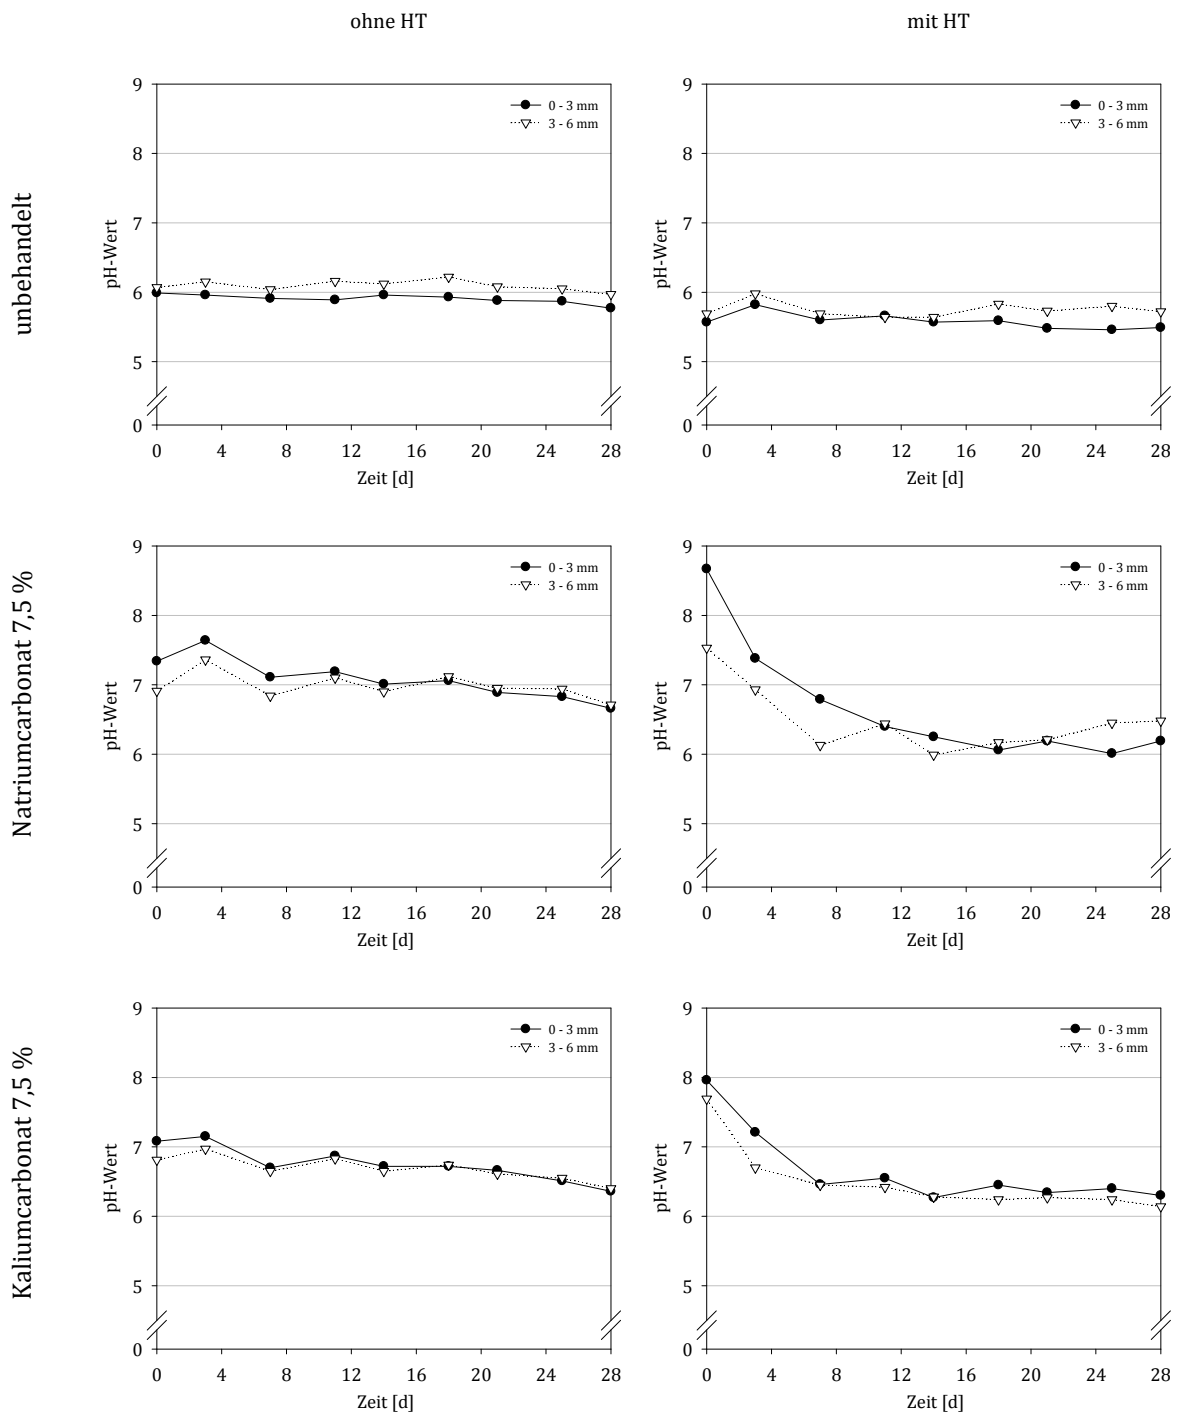 ohne HT
mit HT
unbehandelt
pH-Wert
9
8
7
6
5
0
0 4 8 12 16 20 24 28
Zeit [d]
0 - 3 mm
3 - 6 mm
pH-Wert
9
8
7
6
5
0
0 4 8 12 16 20 24 28
Zeit [d]
0 - 3 mm
3 - 6 mm
Natriumcarbonat 7,5 %
pH-Wert
9
8
7
6
5
0
0 4 8 12 16 20 24 28
Zeit [d]
0 - 3 mm
3 - 6 mm
pH-Wert
9
8
7
6
5
0
0 4 8 12 16 20 24 28
Zeit [d]
0 - 3 mm
3 - 6 mm
Kaliumcarbonat 7,5 %
pH-Wert
9
8
7
6
5
0
0 4 8 12 16 20 24 28
Zeit [d]
0 - 3 mm
3 - 6 mm
pH-Wert
9
8
7
6
5
0
0 4 8 12 16 20 24 28
Zeit [d]
0 - 3 mm
3 - 6 mm